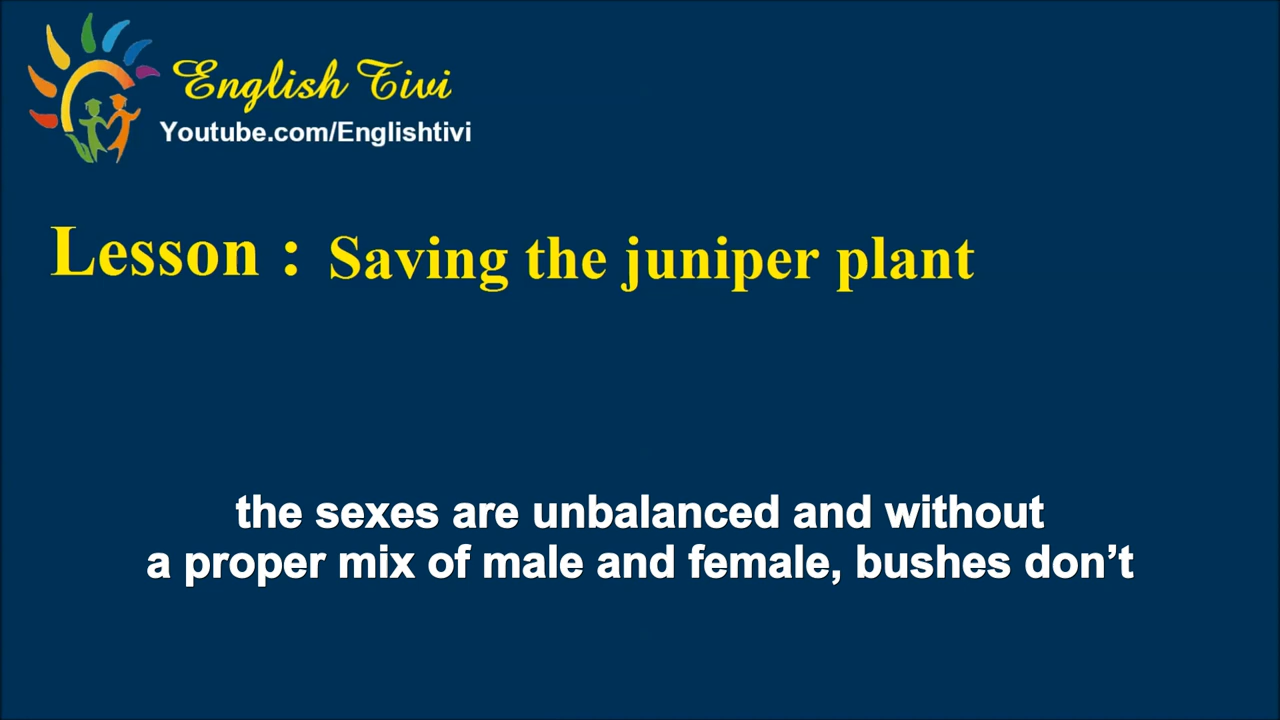 English Tivi
Youtube.com/Englishtivi
Lesson : Saving the juniper plant
the sexes are unbalanced and without
a proper mix of male and female, bushes don’t